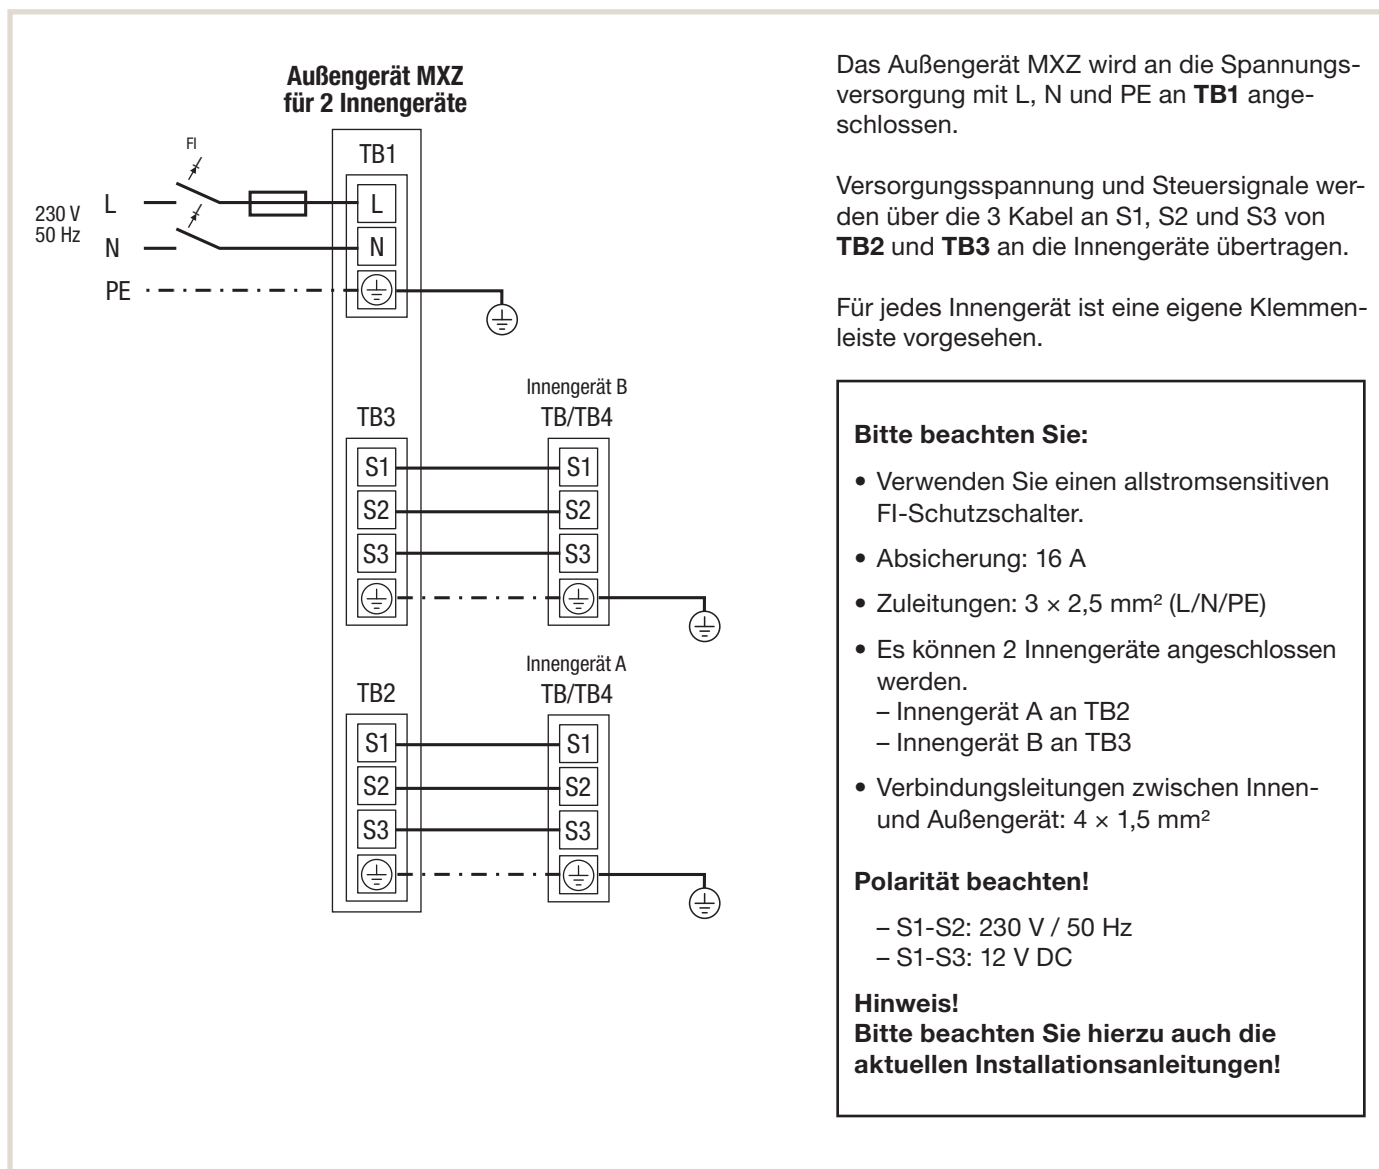 Außengerät MXZ
für 2 Innengeräte
FI
TB1
230 V
50 Hz
L
L
N
N
PE
Innengerät B
TB3
TB/TB4
S1
S1
S2
S2
S3
S3
Innengerät A
TB2
TB/TB4
S1
S1
S2
S2
S3
S3
Das Außengerät MXZ wird an die Spannungs-
versorgung mit L, N und PE an TB1 ange-
schlossen.
Versorgungsspannung und Steuersignale wer-
den über die 3 Kabel an S1, S2 und S3 von
TB2 und TB3 an die Innengeräte übertragen.
Für jedes Innengerät ist eine eigene Klemmen-
leiste vorgesehen.
Bitte beachten Sie:
• Verwenden Sie einen allstromsensitiven
FI-Schutzschalter.
• Absicherung: 16 A
• Zuleitungen: 3 × 2,5 mm² (L/N/PE)
• Es können 2 Innengeräte angeschlossen
werden.
– Innengerät A an TB2
– Innengerät B an TB3
• Verbindungsleitungen zwischen Innen-
und Außengerät: 4 × 1,5 mm²
Polarität beachten!
– S1-S2: 230 V / 50 Hz
– S1-S3: 12 V DC
Hinweis!
Bitte beachten Sie hierzu auch die
aktuellen Installationsanleitungen!